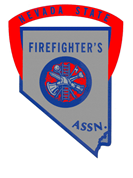 NEVADA STATE
FIREFIGHTER'S
ASSN.